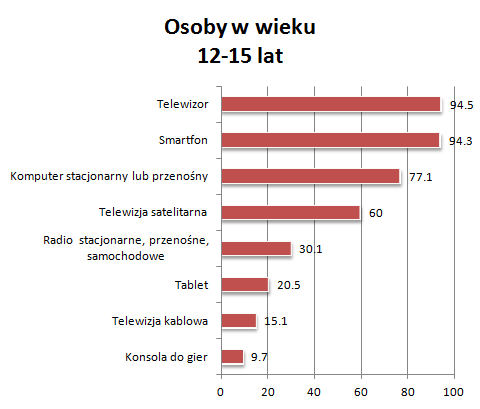 Osoby w wieku
12-15 lat
Telewizor 94.5
Smartfon 94.3
Komputer stacjonarny lub przenośny 77.1
Telewizja satelitarna 60
Radio stacjonarne, przenośne,
samochodowe 30.1
Tablet 20.5
Telewizja kablowa 15.1
Konsola do gier 9.7
0 20 40 60 80 100